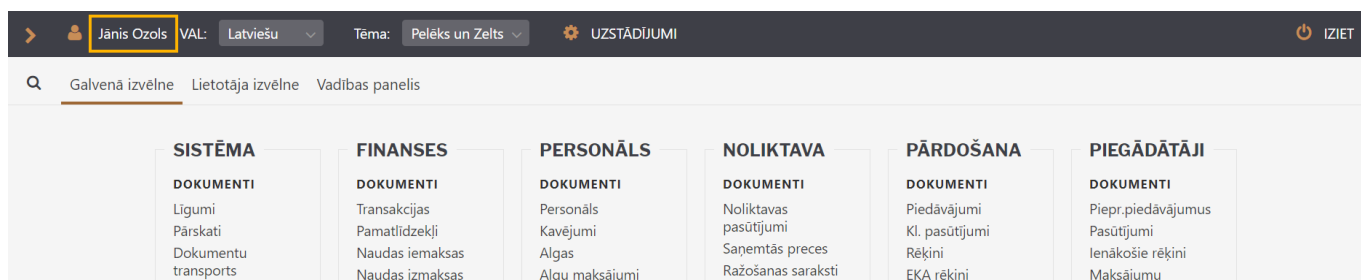 Jānis Ozols VAL: Latviešu Tēma: Pelēks un Zelts UZSTĀDĪJUMI IZIET
Galvenā izvēlne Lietotāja izvēlne Vadības panelis
SISTĒMA
DOKUMENTI
Līgumi
Pārskati
Dokumentu
transports
FINANSES
DOKUMENTI
Transakcijas
Pamatlīdzekļi
Naudas iemaksas
Naudas izmaksas
PERSONĀLS
DOKUMENTI
Personāls
Kavējumi
Algas
Algu maksājumi
NOLIKTAVA
DOKUMENTI
Noliktavas
pasūtījumi
Saņemtās preces
Ražošanas saraksti
PĀRDOŠANA
DOKUMENTI
Piedāvājumi
Kl. pasūtījumi
Rēķini
EKA rēķini
PIEGĀDĀTĀJI
DOKUMENTI
Piepr.piedāvājumus
Pasūtījumi
Ienākošie rēķini
Maksājumu